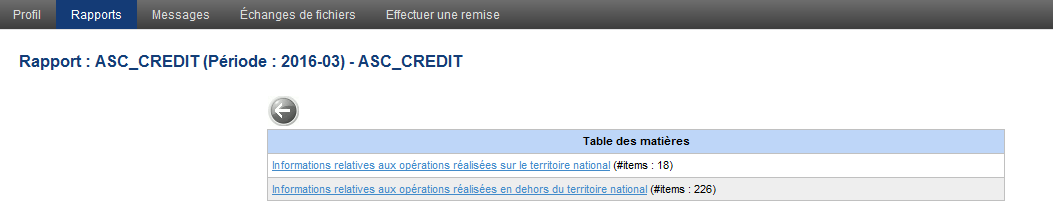 Profil Rapports Messages Échanges de fichiers Effectuer une remise
Rapport : ASC_CREDIT (Période : 2016-03) - ASC_CREDIT
Table des matières
Informations relatives aux opérations réalisées sur le territoire national (#items : 18)
Informations relatives aux opérations réalisées en dehors du territoire national (#items : 226)